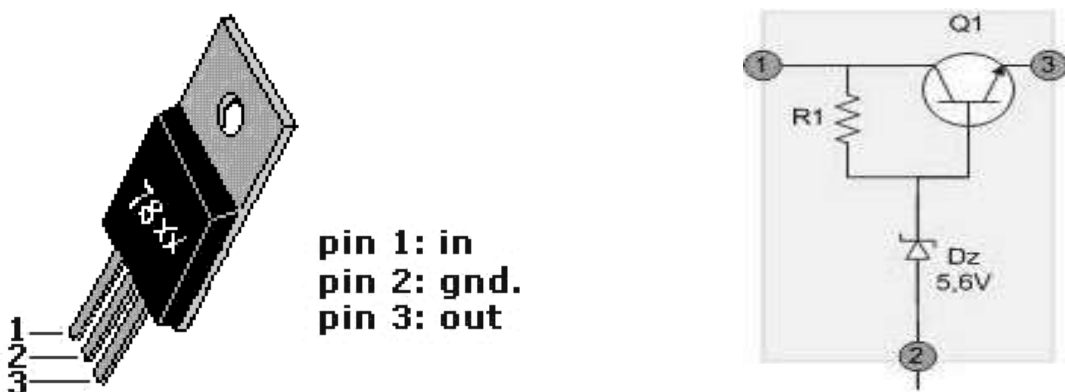 78xx
1
2
3
pin 1: in
pin 2: gnd.
pin 3: out
Q1
1
3
R1
Dz
5,6V
2